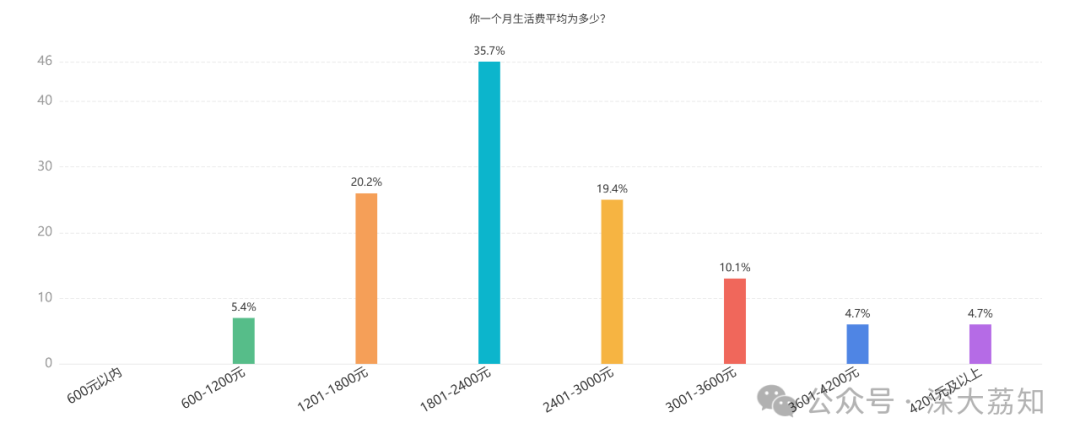 你一个月生活费平均为多少?
46
40
30
20
10
0
5.4%
20.2%
35.7%
19.4%
10.1%
4.7%
4.7%
600元以内
600-1200元
1201-1800元
1801-2400元
2401-3000元
3001-3600元
3601-4200元
4201元及以上
公众号 · 深大荔知